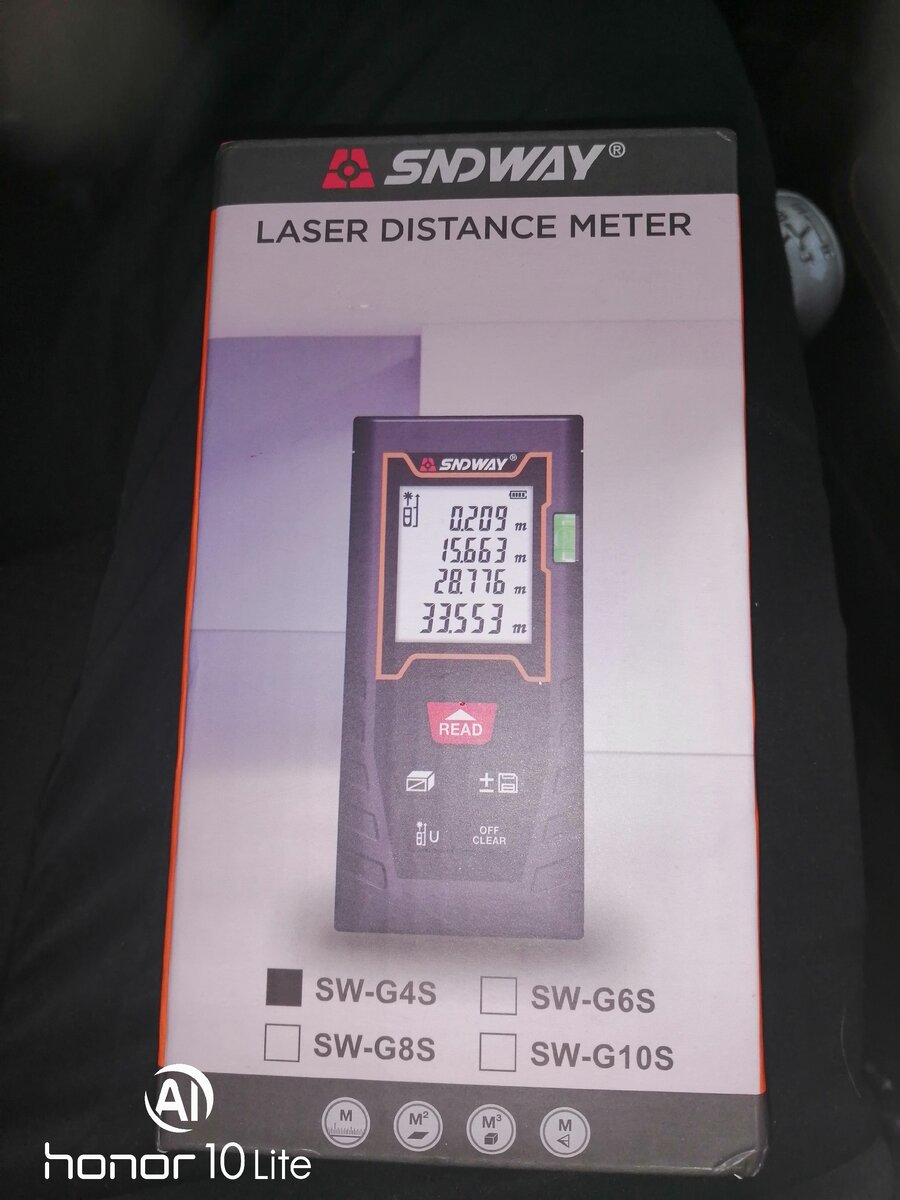 SNDWAY®
LASER DISTANCE METER
SNDWAY®
0.209 m
15.663 m
28.776 m
33.553 m
READ
±
U
OFF
CLEAR
SW-G4S SW-G6S
SW-G8S SW-G10S
M M² M³ M
AI
honor 10 Lite